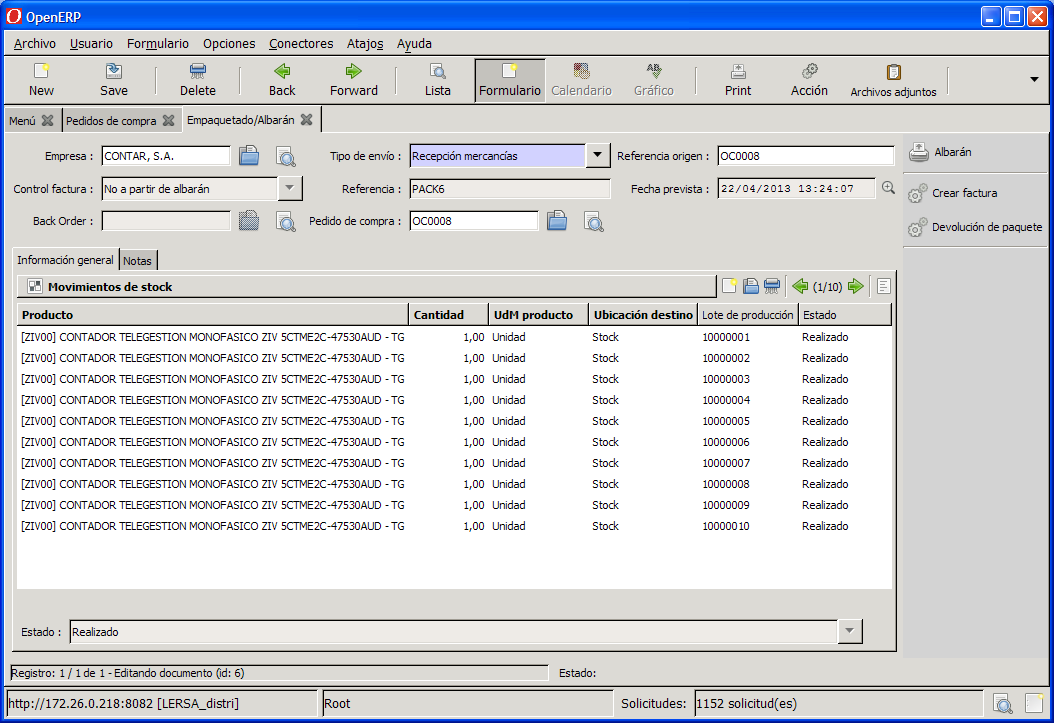 OpenERP
Archivo Usuario Formulario Opciones Conectores Atajos Ayuda
New Save Delete Back Forward Lista Formulario Calendario Gráfico Print Acción Archivos adjuntos
Menú Pedidos de compra Empaquetado/Albarán
Empresa : CONTAR, S.A. Tipo de envío : Recepción mercancías Referencia origen : OC0008 Albarán
Control factura : No a partir de albarán Referencia : PACK6 Fecha prevista : 22/04/2013 13:24:07 Crear factura
Back Order : Pedido de compra : OC0008 Devolución de paquete
Información general Notas
Movimientos de stock (1/10)
Producto Cantidad UdM producto Ubicación destino Lote de producción Estado
[ZIV00] CONTADOR TELEGESTION MONOFASICO ZIV 5CTME2C-47530AUD - TG 1,00 Unidad Stock 10000001 Realizado
[ZIV00] CONTADOR TELEGESTION MONOFASICO ZIV 5CTME2C-47530AUD - TG 1,00 Unidad Stock 10000002 Realizado
[ZIV00] CONTADOR TELEGESTION MONOFASICO ZIV 5CTME2C-47530AUD - TG 1,00 Unidad Stock 10000003 Realizado
[ZIV00] CONTADOR TELEGESTION MONOFASICO ZIV 5CTME2C-47530AUD - TG 1,00 Unidad Stock 10000004 Realizado
[ZIV00] CONTADOR TELEGESTION MONOFASICO ZIV 5CTME2C-47530AUD - TG 1,00 Unidad Stock 10000005 Realizado
[ZIV00] CONTADOR TELEGESTION MONOFASICO ZIV 5CTME2C-47530AUD - TG 1,00 Unidad Stock 10000006 Realizado
[ZIV00] CONTADOR TELEGESTION MONOFASICO ZIV 5CTME2C-47530AUD - TG 1,00 Unidad Stock 10000007 Realizado
[ZIV00] CONTADOR TELEGESTION MONOFASICO ZIV 5CTME2C-47530AUD - TG 1,00 Unidad Stock 10000008 Realizado
[ZIV00] CONTADOR TELEGESTION MONOFASICO ZIV 5CTME2C-47530AUD - TG 1,00 Unidad Stock 10000009 Realizado
[ZIV00] CONTADOR TELEGESTION MONOFASICO ZIV 5CTME2C-47530AUD - TG 1,00 Unidad Stock 10000010 Realizado
Estado : Realizado
Registro: 1 / 1 de 1 - Editando documento (id: 6) Estado:
http://172.26.0.218:8082 [LERSA_distri] Root Solicitudes: 1152 solicitud(es)